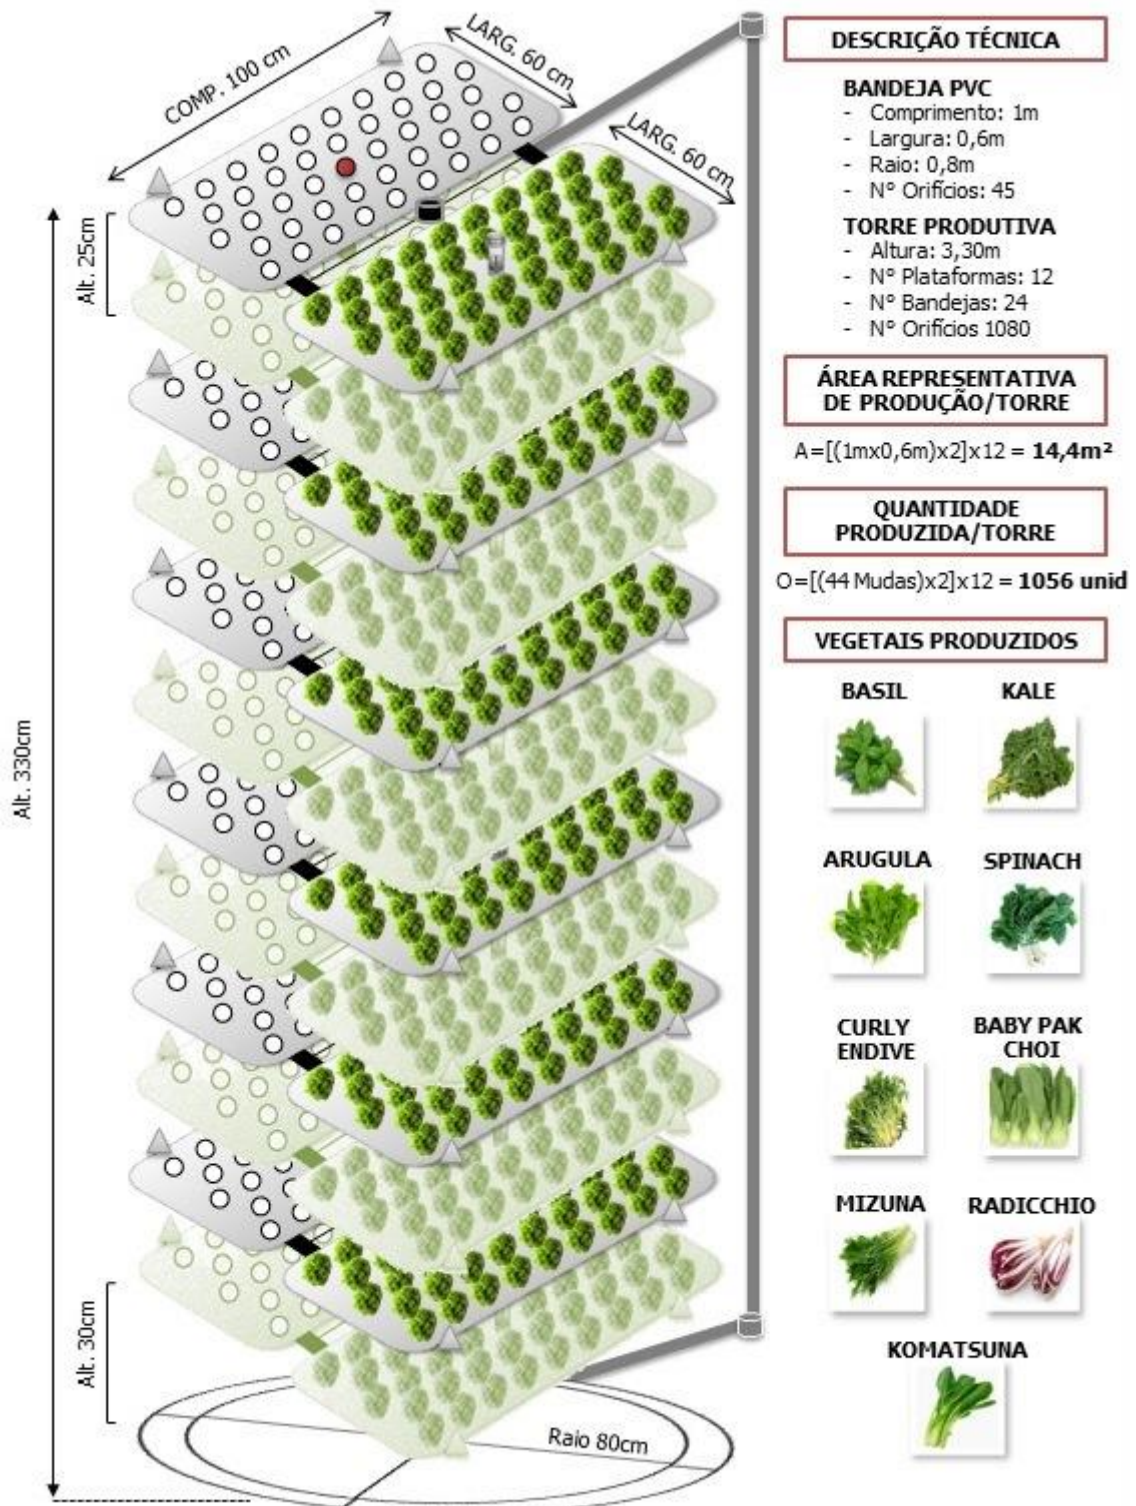 COMP. 100 cm
LARG. 60 cm
LARG. 60 cm
Alt. 25cm
Alt. 330cm
Alt. 30cm
Raio 80cm
DESCRIÇÃO TÉCNICA
BANDEJA PVC
- Comprimento: 1m
- Largura: 0,6m
- Raio: 0,8m
- N° Orifícios: 45
TORRE PRODUTIVA
- Altura: 3,30m
- N° Plataformas: 12
- N° Bandejas: 24
- N° Orifícios 1080
ÁREA REPRESENTATIVA
DE PRODUÇÃO/TORRE
A=[(1mx0,6m)x2]x12 = 14,4m²
QUANTIDADE
PRODUZIDA/TORRE
O=[(44 Mudas)x2]x12 = 1056 unid
VEGETAIS PRODUZIDOS
BASIL
KALE
ARUGULA
SPINACH
CURLY
ENDIVE
BABY PAK
CHOI
MIZUNA
RADICCHIO
KOMATSUNA